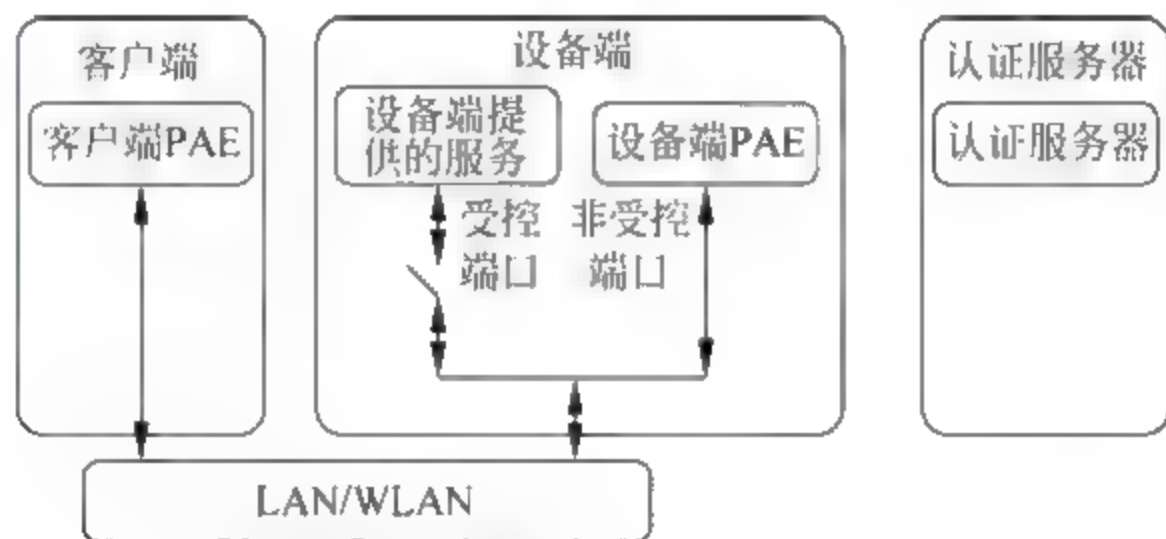 客户端
客户端PAE
设备端
设备端提
供的服务
设备端PAE
受控
端口
非受控
端口
认证服务器
认证服务器
LAN/WLAN